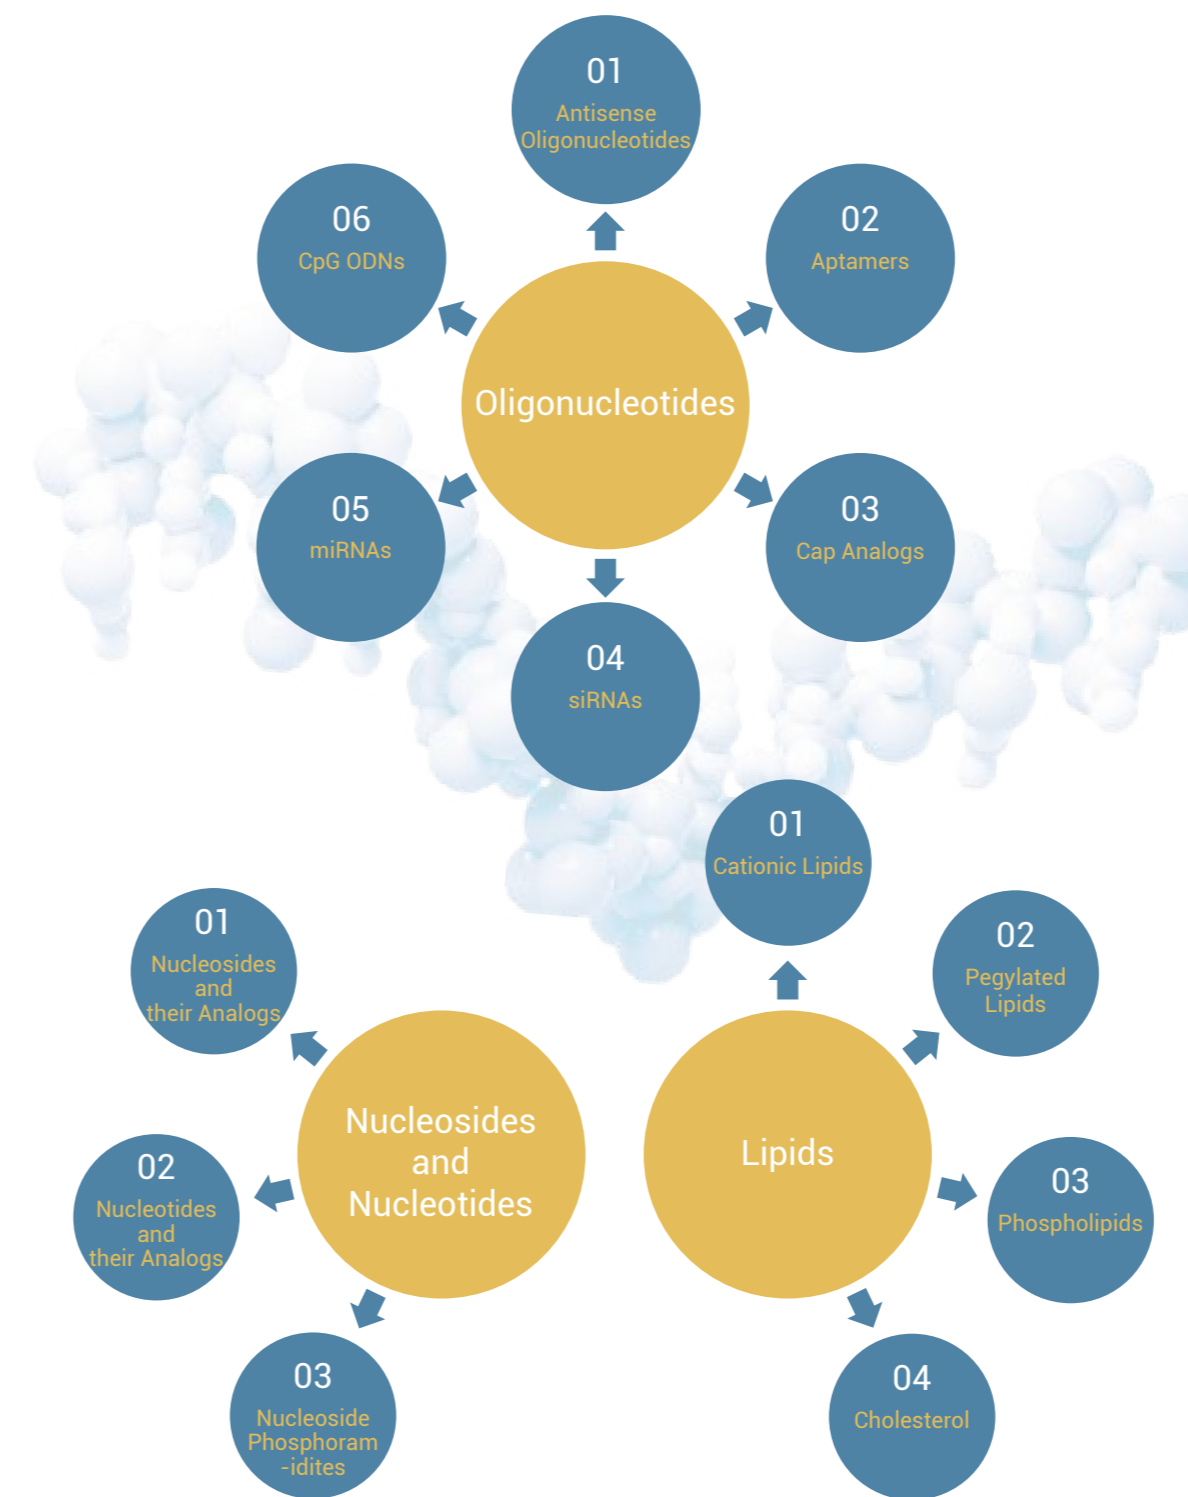 01
Antisense
Oligonucleotides
06
CpG ODNs
02
Aptamers
Oligonucleotides
05
miRNAs
03
Cap Analogs
04
siRNAs
01
Cationic Lipids
01
Nucleosides
and
their Analogs
02
Pegylated
Lipids
Nucleosides
and
Nucleotides
Lipids
02
Nucleotides
and
their Analogs
03
Phospholipids
03
Nucleoside
Phosphoram
-idites
04
Cholesterol